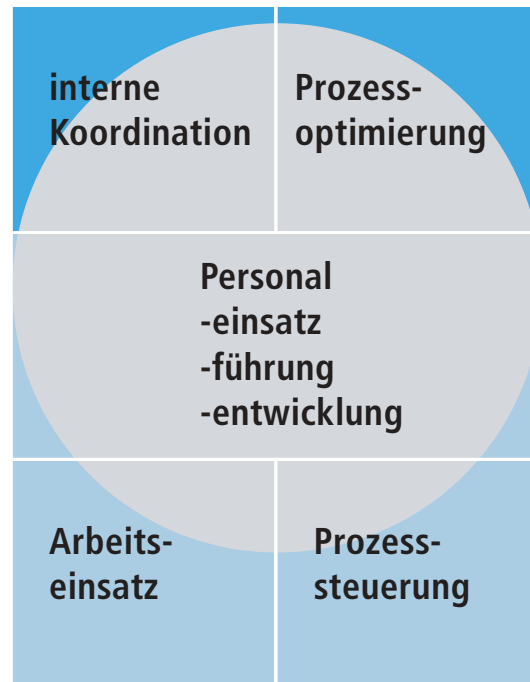 interne
Koordination
Prozess-
optimierung
Personal
-einsatz
-führung
-entwicklung
Arbeits-
einsatz
Prozess-
steuerung